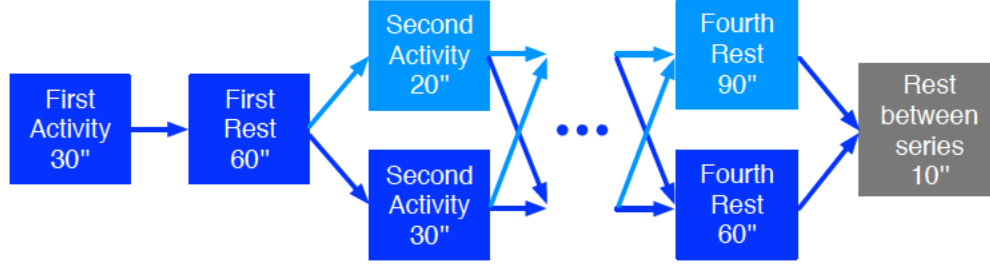 First
Activity
30"
First
Rest
60"
Second
Activity
20"
Second
Activity
30"
Fourth
Rest
90"
Fourth
Rest
60"
Rest
between
series
10"